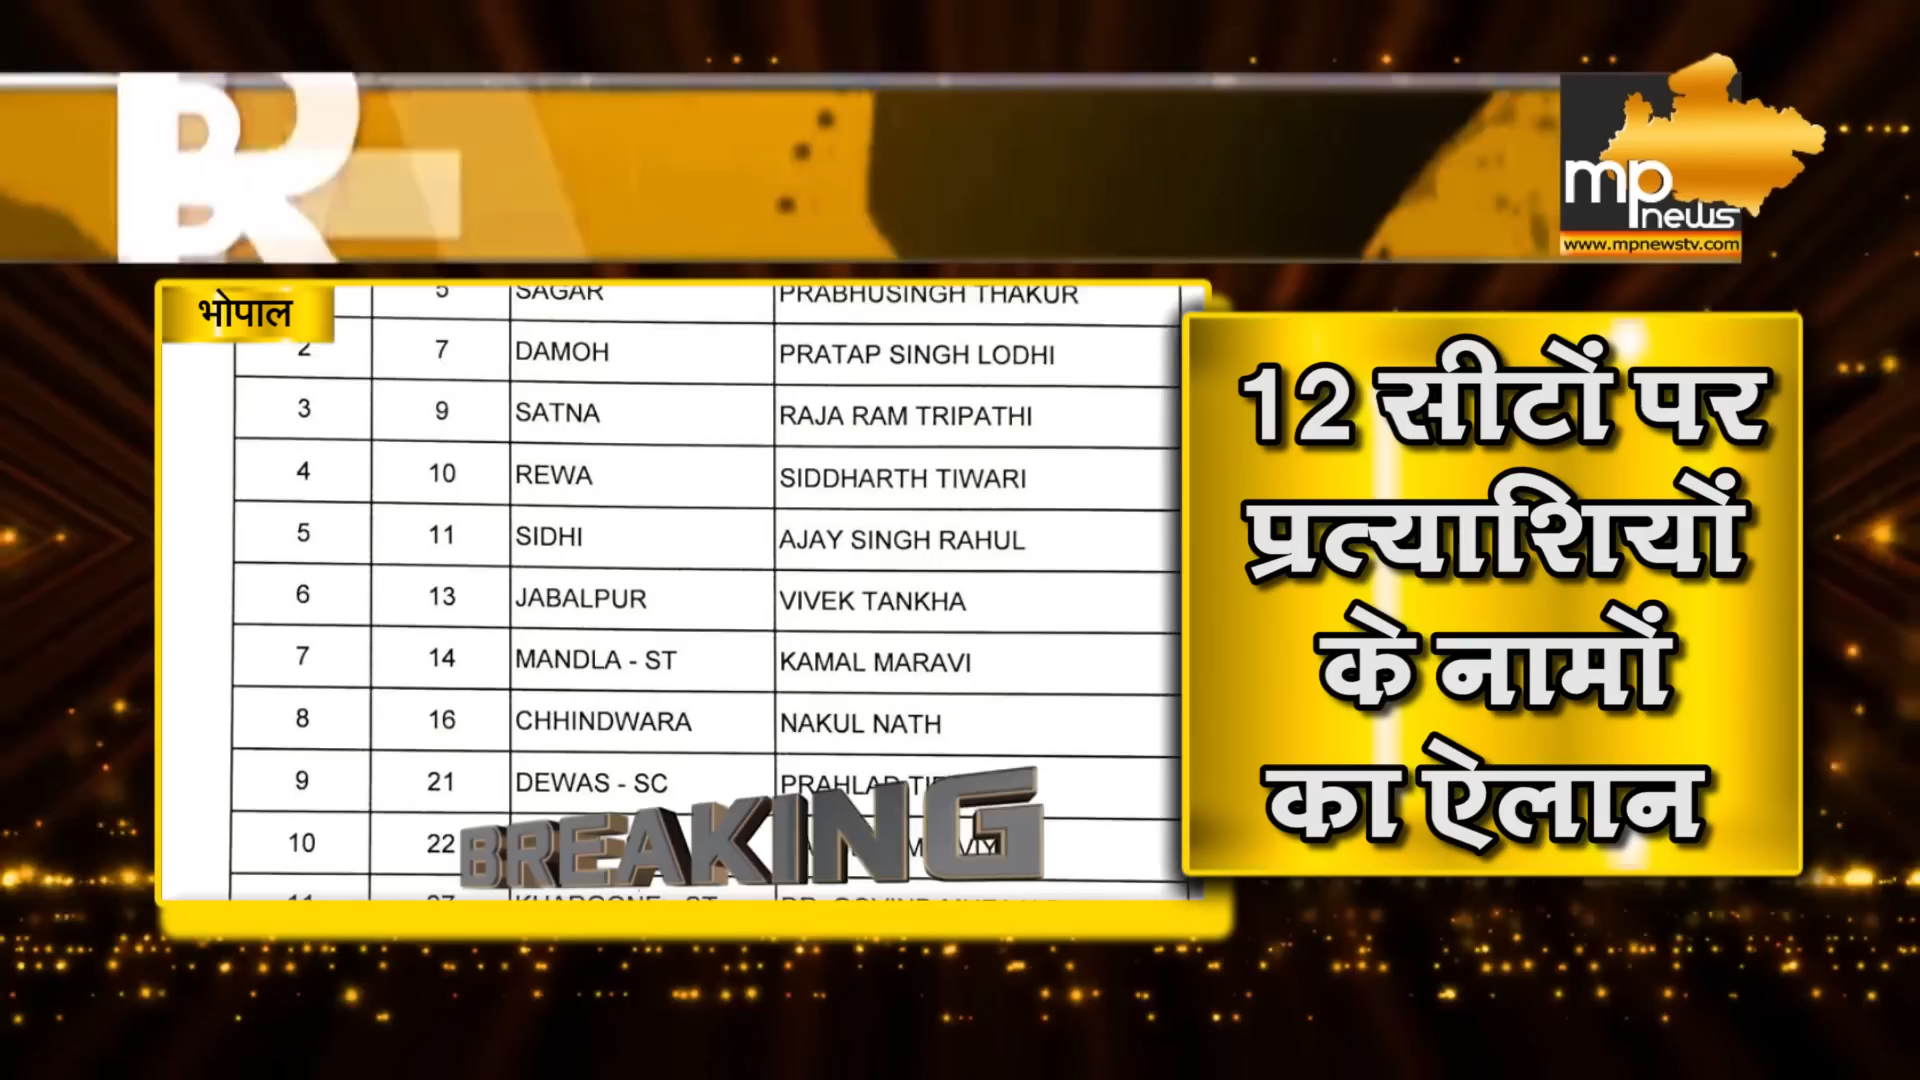 BR
mp
news
www.mpnewstv.com
भोपाल
5 SAGAR PRABHUSINGH THAKUR
2 7 DAMOH PRATAP SINGH LODHI
3 9 SATNA RAJA RAM TRIPATHI
4 10 REWA SIDDHARTH TIWARI
5 11 SIDHI AJAY SINGH RAHUL
6 13 JABALPUR VIVEK TANKHA
7 14 MANDLA - ST KAMAL MARAVI
8 16 CHHINDWARA NAKUL NATH
9 21 DEWAS - SC
10 22
BREAKING
12 सीटों पर
प्रत्याशियों
के नामों
का ऐलान